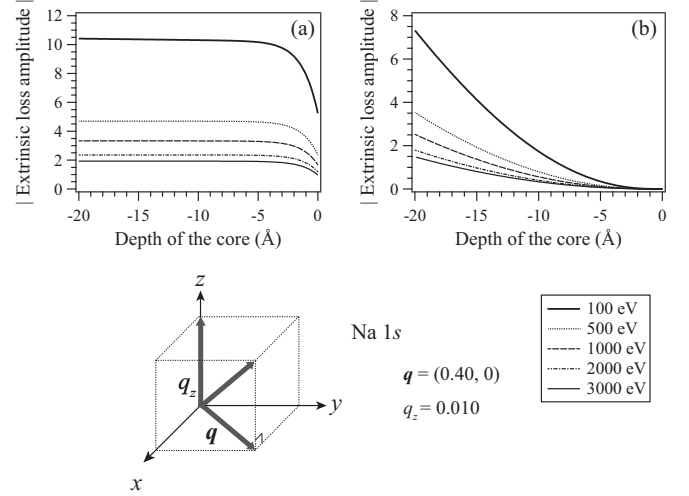 (a)
| Extrinsic loss amplitude |
12
10
8
6
4
2
0
-20 -15 -10 -5 0
Depth of the core (Å)
(b)
| Extrinsic loss amplitude |
8
6
4
2
0
-20 -15 -10 -5 0
Depth of the core (Å)
z
q_z
y
q
x
Na 1s
q = (0.40, 0)
q_z = 0.010
100 eV
500 eV
1000 eV
2000 eV
3000 eV